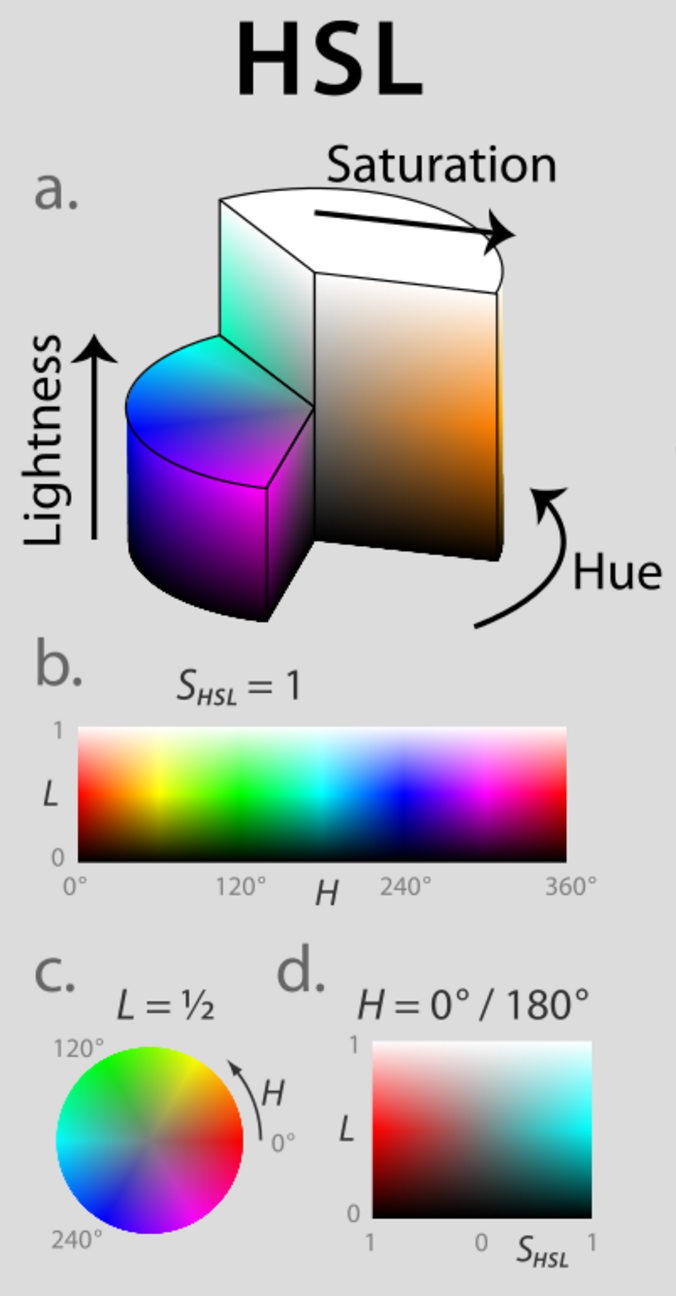 HSL
a.
Saturation
Lightness
Hue
b.
S_HSL = 1
1
L
0
0° 120° H 240° 360°
c.
L = ½
120°
H
0°
240°
d.
H = 0° / 180°
1
L
0
1 0 S_HSL 1